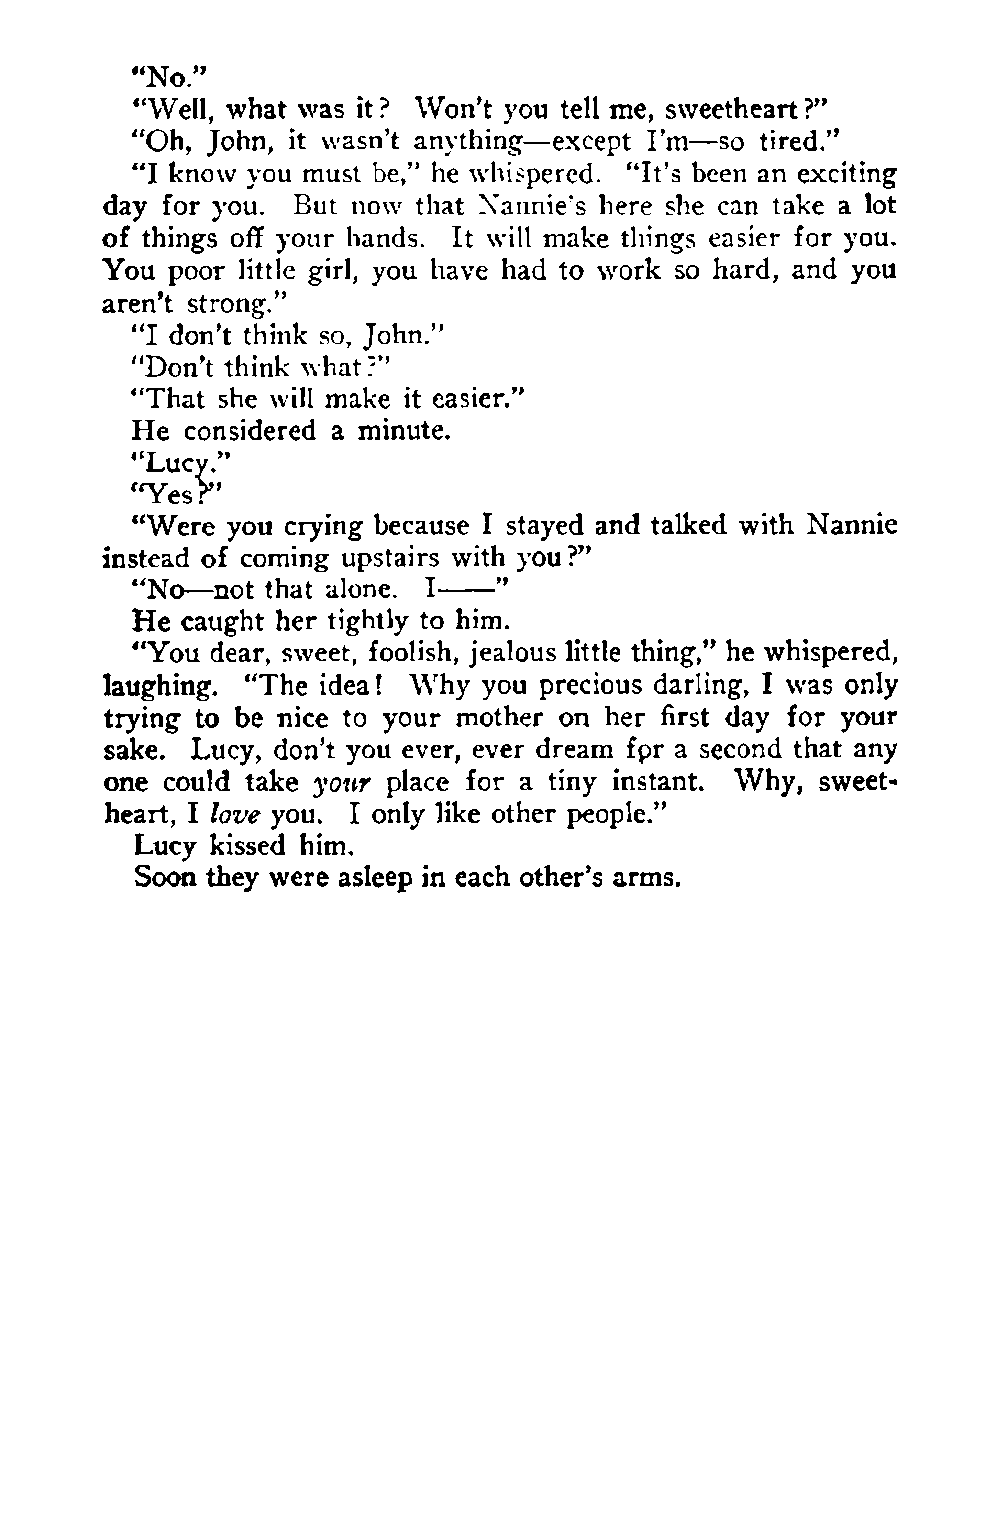 “No.”
“Well, what was it? Won’t you tell me, sweetheart?”
“Oh, John, it wasn’t anything—except I’m—so tired.”
“I know you must be,” he whispered. “It’s been an exciting
day for you. But now that Nannie’s here she can take a lot
of things off your hands. It will make things easier for you.
You poor little girl, you have had to work so hard, and you
aren’t strong.”
“I don’t think so, John.”
“Don’t think what?”
“That she will make it easier.”
He considered a minute.
“Lucy.”
“Yes?”
“Were you crying because I stayed and talked with Nannie
instead of coming upstairs with you?”
“No—not that alone. I——”
He caught her tightly to him.
“You dear, sweet, foolish, jealous little thing,” he whispered,
laughing. “The idea! Why you precious darling, I was only
trying to be nice to your mother on her first day for your
sake. Lucy, don’t you ever, ever dream for a second that any
one could take your place for a tiny instant. Why, sweet-
heart, I love you. I only like other people.”
Lucy kissed him.
Soon they were asleep in each other’s arms.